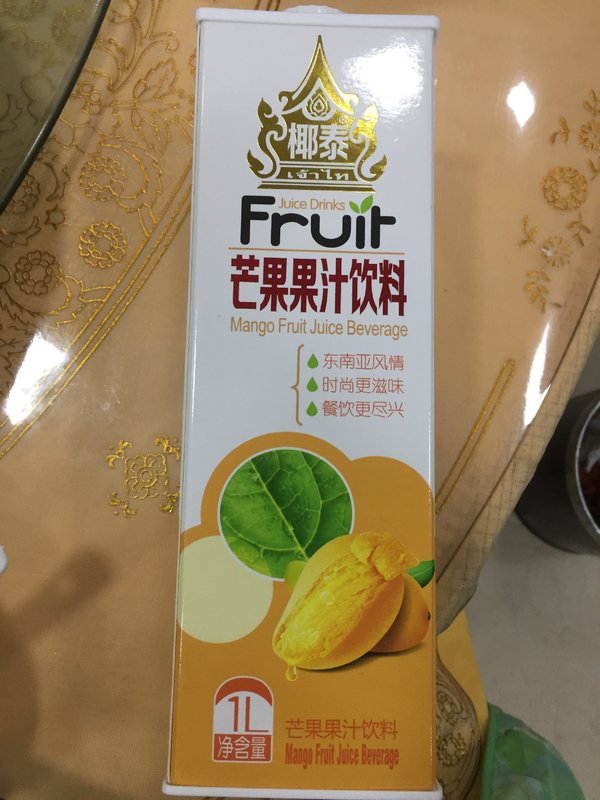 椰泰
เจ้าไท
Juice Drinks
Fruit
芒果果汁饮料
Mango Fruit Juice Beverage
东南亚风情
时尚更滋味
餐饮更尽兴
1L
净含量
芒果果汁饮料
Mango Fruit Juice Beverage